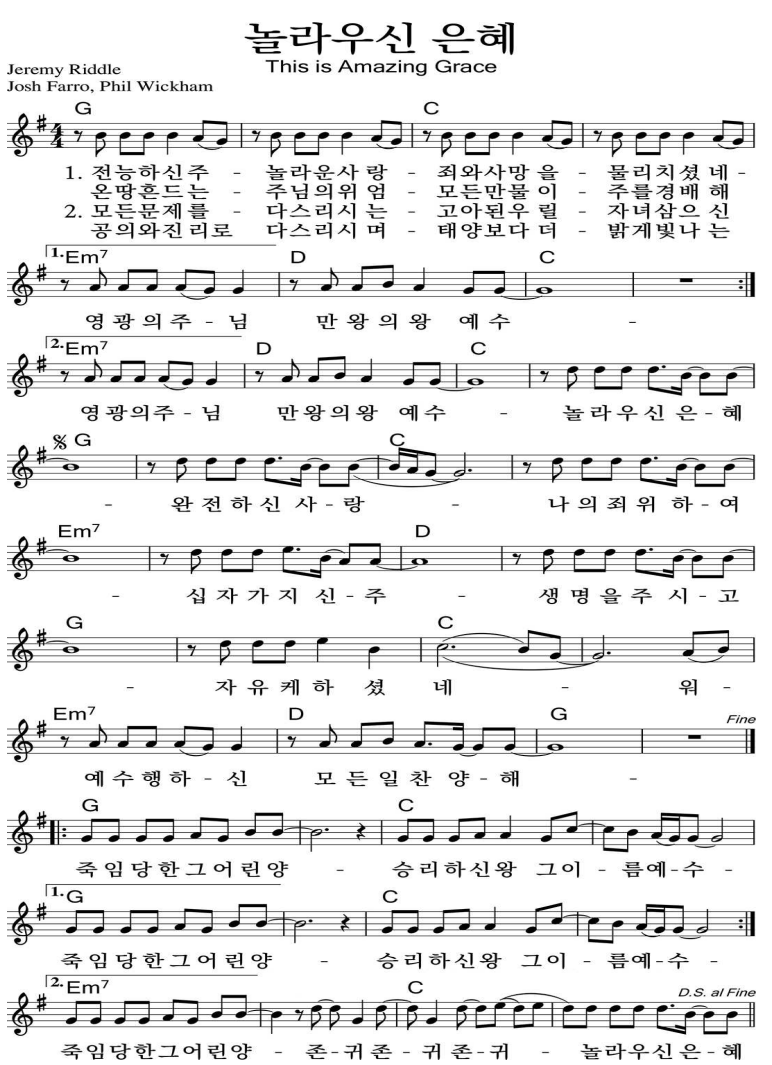 놀라우신 은혜
This is Amazing Grace
Jeremy Riddle
Josh Farro, Phil Wickham
G C
1. 전능하신주 - 놀라운사랑 - 죄와사망을 - 물리치셨네 -
온땅흔드는 - 주님의위엄 - 모든만물이 - 주를경배해
2. 모든문제를 - 다스리시는 - 고아된우릴 - 자녀삼으신
공의와진리로 다스리시며 - 태양보다더 - 밝게빛나는
1. Em7 D C
영광의주 - 님 만왕의왕 예수 -
2. Em7 D C
영광의주 - 님 만왕의왕 예수 - 놀라우신은 - 혜
G C
- 완전하신사 - 랑 - 나의죄위하 - 여
Em7 D
- 십자가지신 - 주 - 생명을주시 - 고
G C
- 자유케하셨네 - 워 -
Em7 D G Fine
예수행하 - 신 모든일찬양 - 해 -
G C
죽임당한그어린양 - 승리하신왕 그이 - 름예 - 수 -
1. G C
죽임당한그어린양 - 승리하신왕 그이 - 름예 - 수 -
2. Em7 C D.S. al Fine
죽임당한그어린양 - 존 - 귀존 - 귀존 - 귀 - 놀라우신은 - 혜